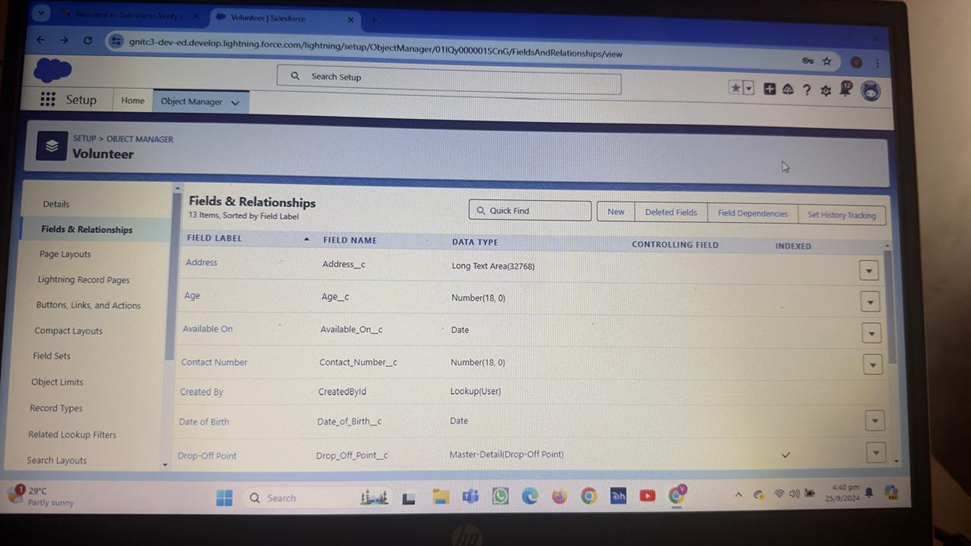 Welcome to Salesforce: Verify y
Volunteer | Salesforce
gnitc3-dev-ed.develop.lightning.force.com/lightning/setup/ObjectManager/01IQy000001SCnG/FieldsAndRelationships/view
Search Setup
Setup
Home
Object Manager
SETUP > OBJECT MANAGER
Volunteer
Details
Fields & Relationships
Page Layouts
Lightning Record Pages
Buttons, Links, and Actions
Compact Layouts
Field Sets
Object Limits
Record Types
Related Lookup Filters
Search Layouts
Fields & Relationships
13 Items, Sorted by Field Label
Quick Find
New
Deleted Fields
Field Dependencies
Set History Tracking
FIELD LABEL FIELD NAME DATA TYPE CONTROLLING FIELD INDEXED
Address Address__c Long Text Area(32768)
Age Age__c Number(18, 0)
Available On Available_On__c Date
Contact Number Contact_Number__c Number(18, 0)
Created By CreatedById Lookup(User)
Date of Birth Date_of_Birth__c Date
Drop-Off Point Drop_Off_Point__c Master-Detail(Drop-Off Point)
1
29°C
Partly sunny
Search
4:40 pm
25/9/2024
hp